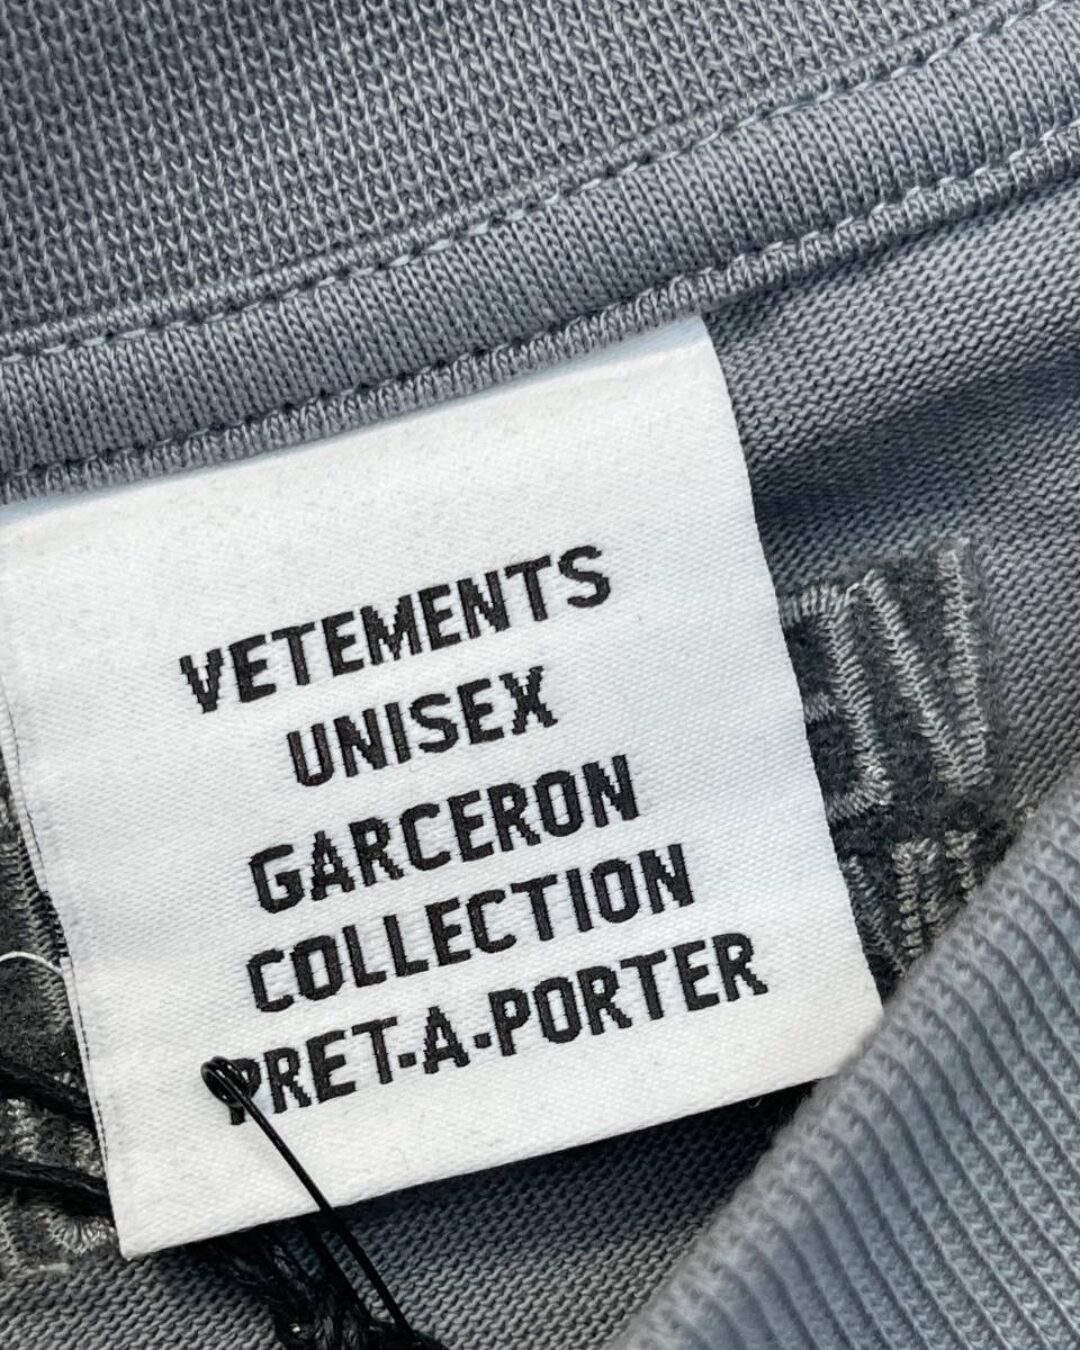 VETEMENTS
UNISEX
GARCERON
COLLECTION
PRET-A-PORTER